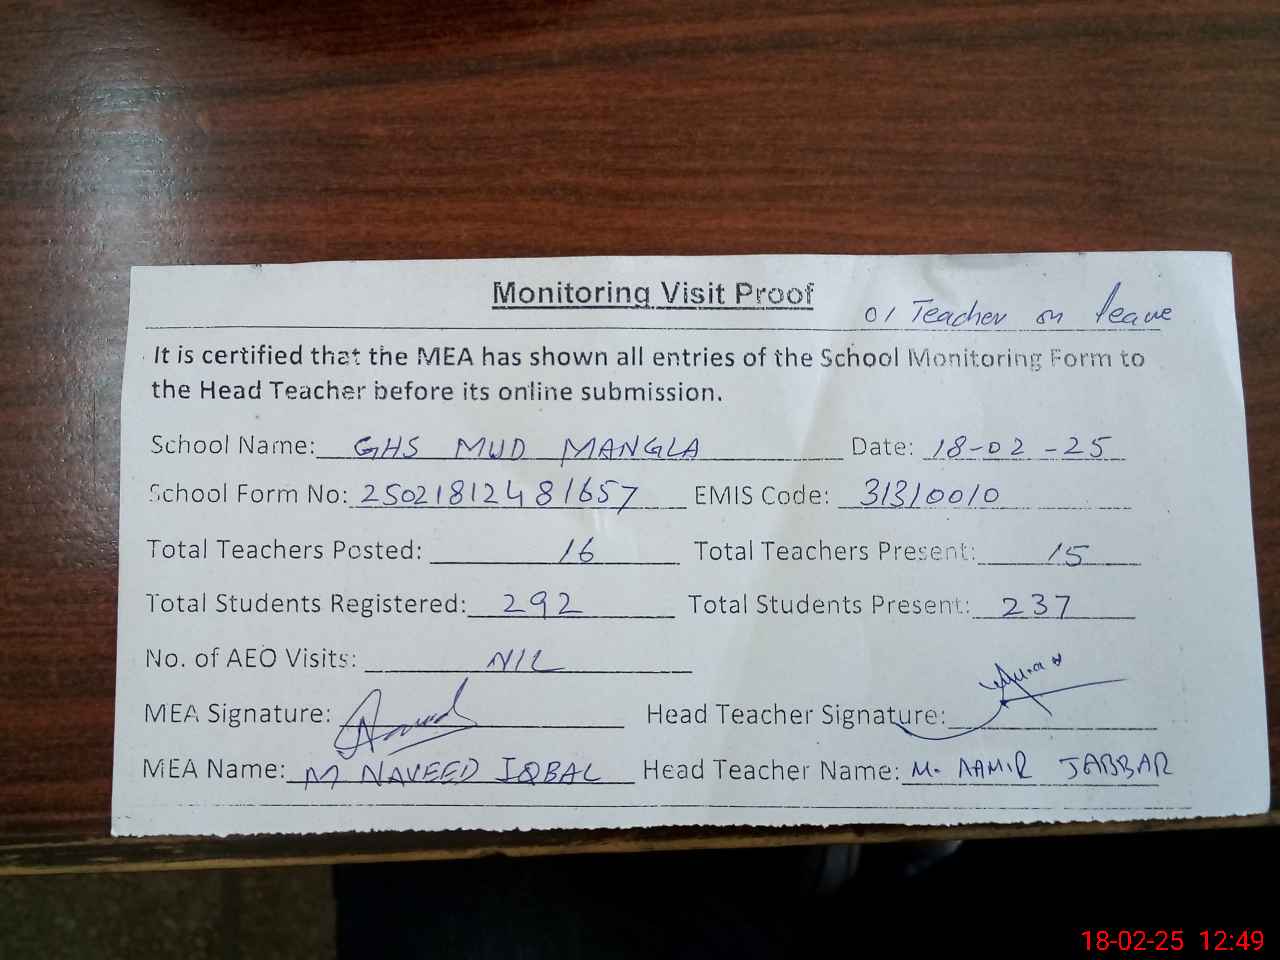 Monitoring Visit Proof
01 Teacher on leave
It is certified that the MEA has shown all entries of the School Monitoring Form to
the Head Teacher before its online submission.
School Name: GHS MUD MANGLA Date: 18-02-25
School Form No: 25021812481657 EMIS Code: 31310010
Total Teachers Posted: 16 Total Teachers Present: 15
Total Students Registered: 292 Total Students Present: 237
No. of AEO Visits: NIL
MEA Signature: Head Teacher Signature:
MEA Name: M NAVEED IQBAL Head Teacher Name: M. AAMIR JABBAR
18-02-25 12:49